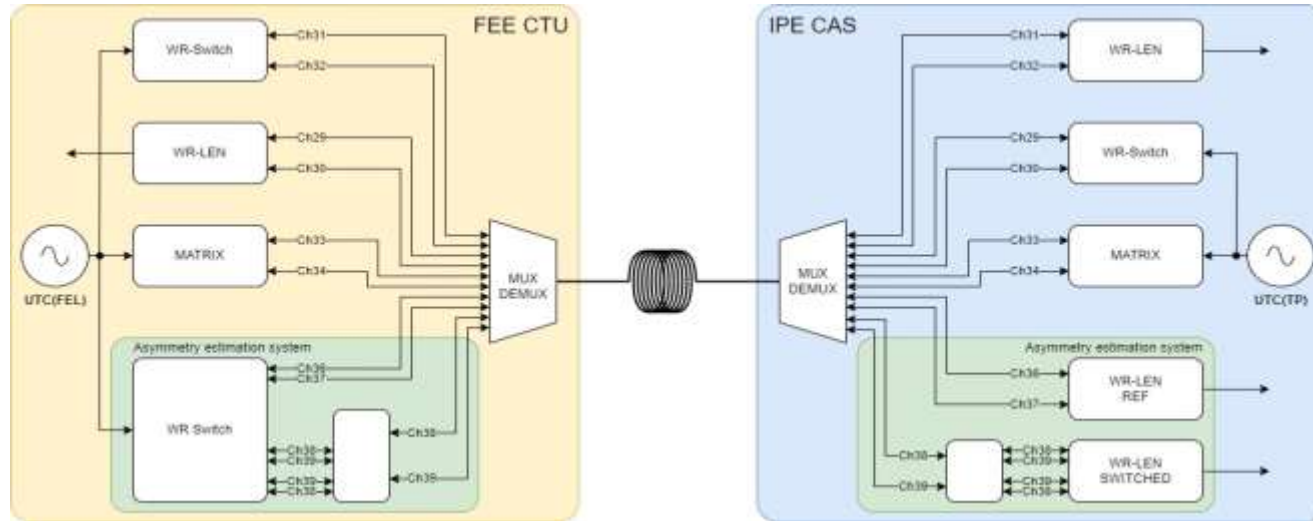 FEE CTU
WR-Switch
Ch31
Ch32
WR-LEN
Ch29
Ch30
MATRIX
Ch33
Ch34
UTC(FEL)
MUX
DEMUX
Asymmetry estimation system
Ch36
Ch37
WR Switch
Ch38
Ch39
Ch39
Ch38
Ch38
Ch39
IPE CAS
Ch31
Ch32
WR-LEN
Ch29
Ch30
WR-Switch
Ch33
Ch34
MATRIX
MUX
DEMUX
UTC(TP)
Asymmetry estimation system
Ch36
Ch37
WR-LEN
REF
Ch38
Ch39
Ch38
Ch39
Ch39
Ch38
WR-LEN
SWITCHED